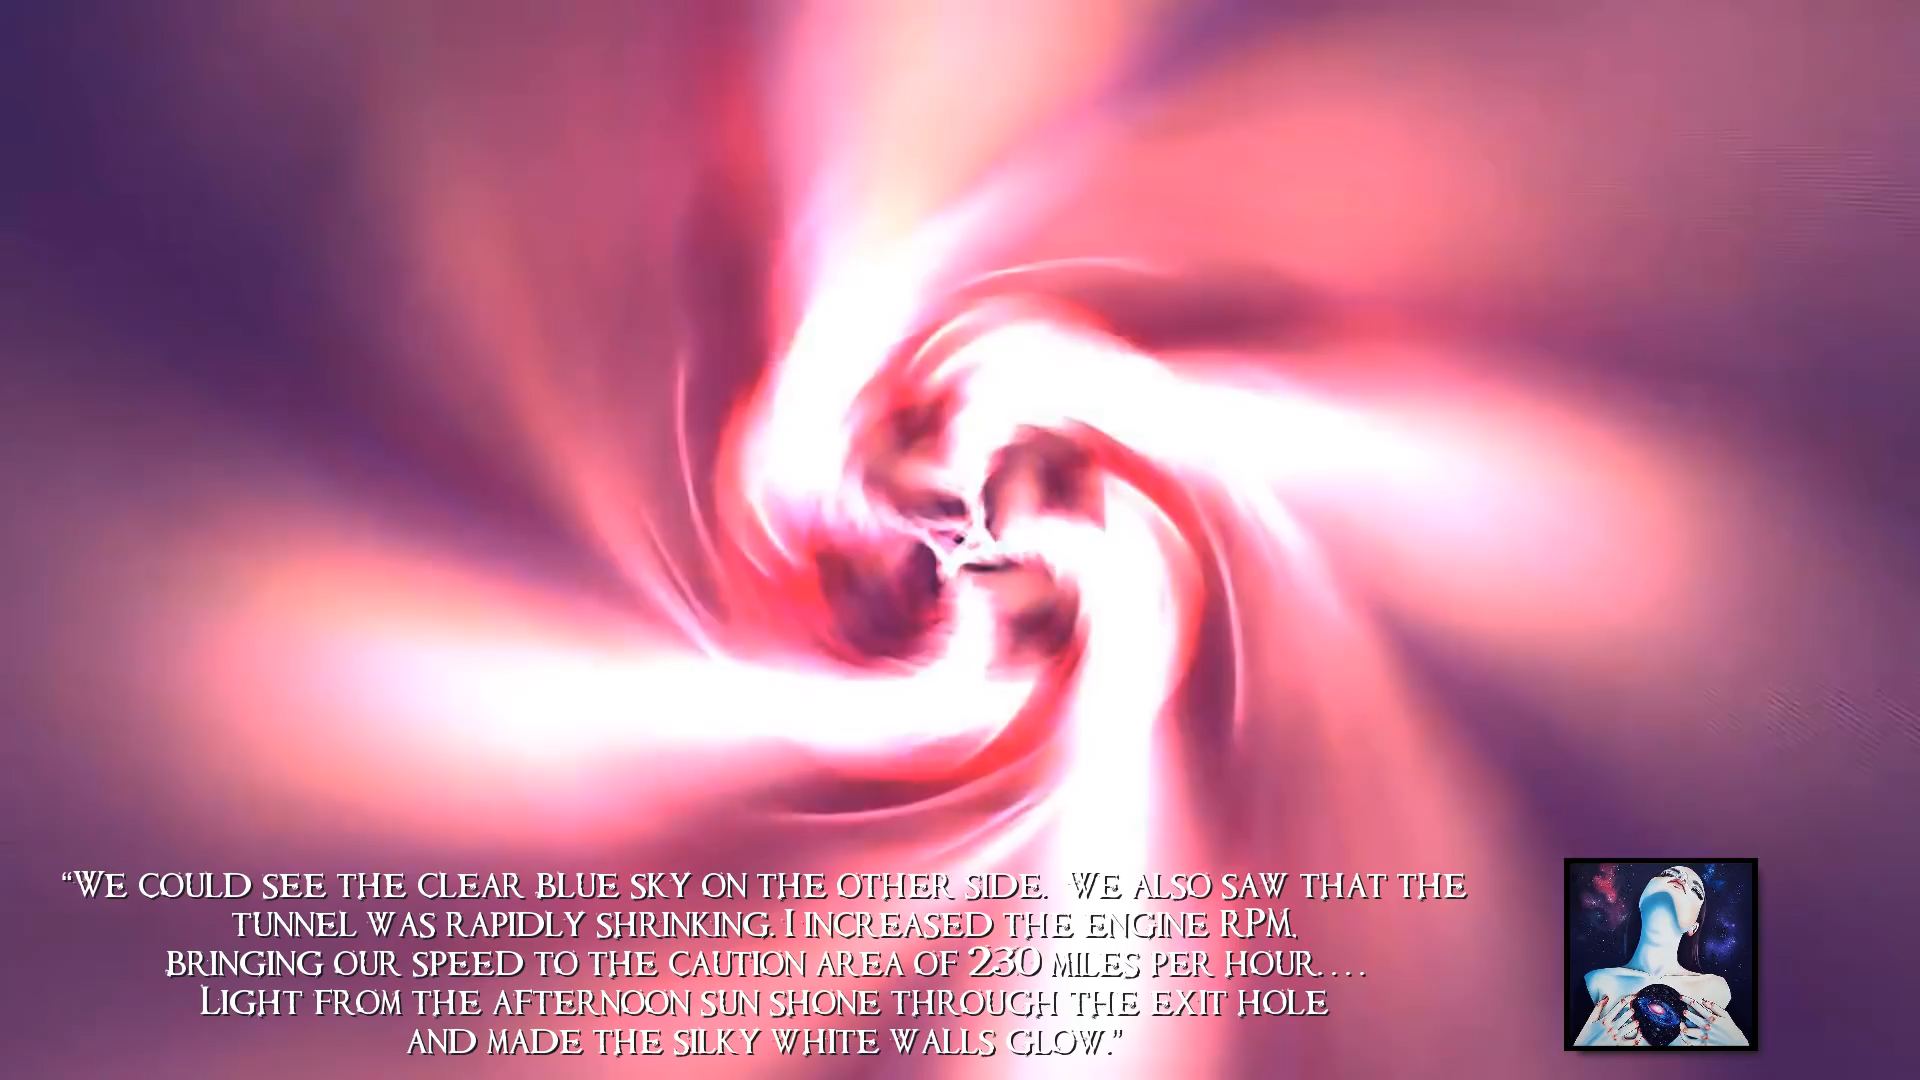 “We could see the clear blue sky on the other side.  We also saw that the
tunnel was rapidly shrinking. I increased the engine RPM,
bringing our speed to the caution area of 230 miles per hour....
Light from the afternoon sun shone through the exit hole
and made the silky white walls glow.”